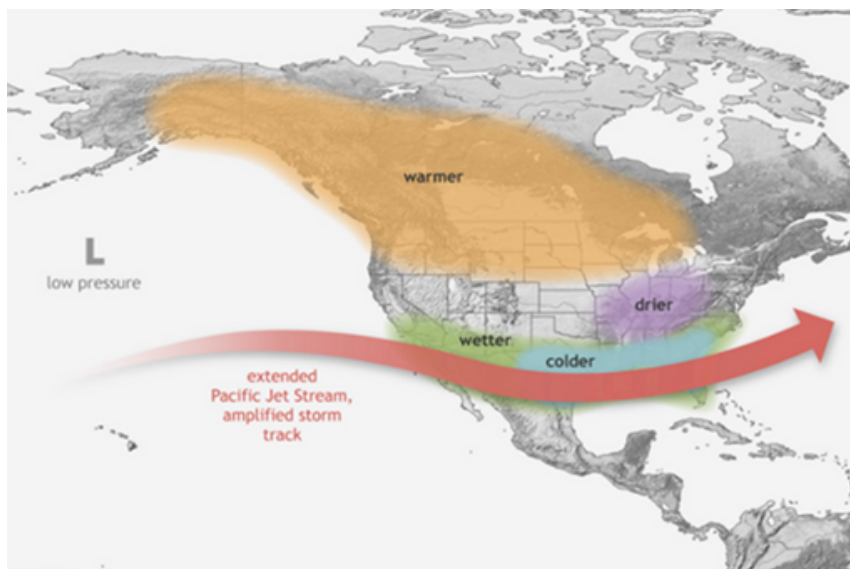 warmer
L
low pressure
drier
wetter
colder
extended
Pacific Jet Stream,
amplified storm
track